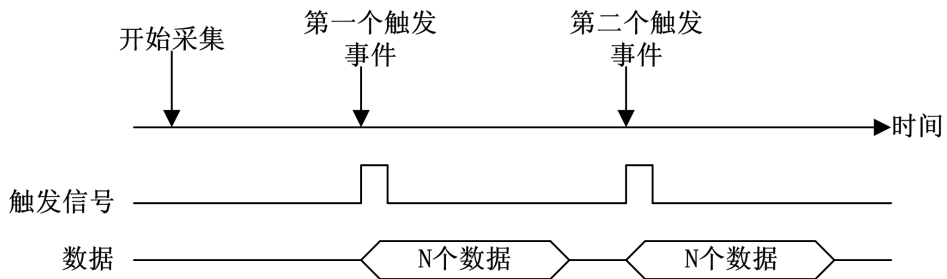 开始采集
第一个触发
事件
第二个触发
事件
时间
触发信号
数据
N个数据
N个数据